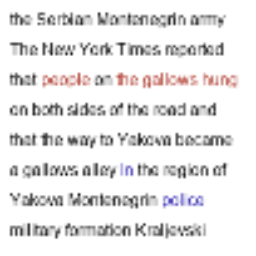 the Serbian Montenegrin army
The New York Times reported
that people on the gallows hung
on both sides of the road and
that the way to Yakova became
a gallows alley In the region of
Yakova Montenegrin police
military formation Kraljevski